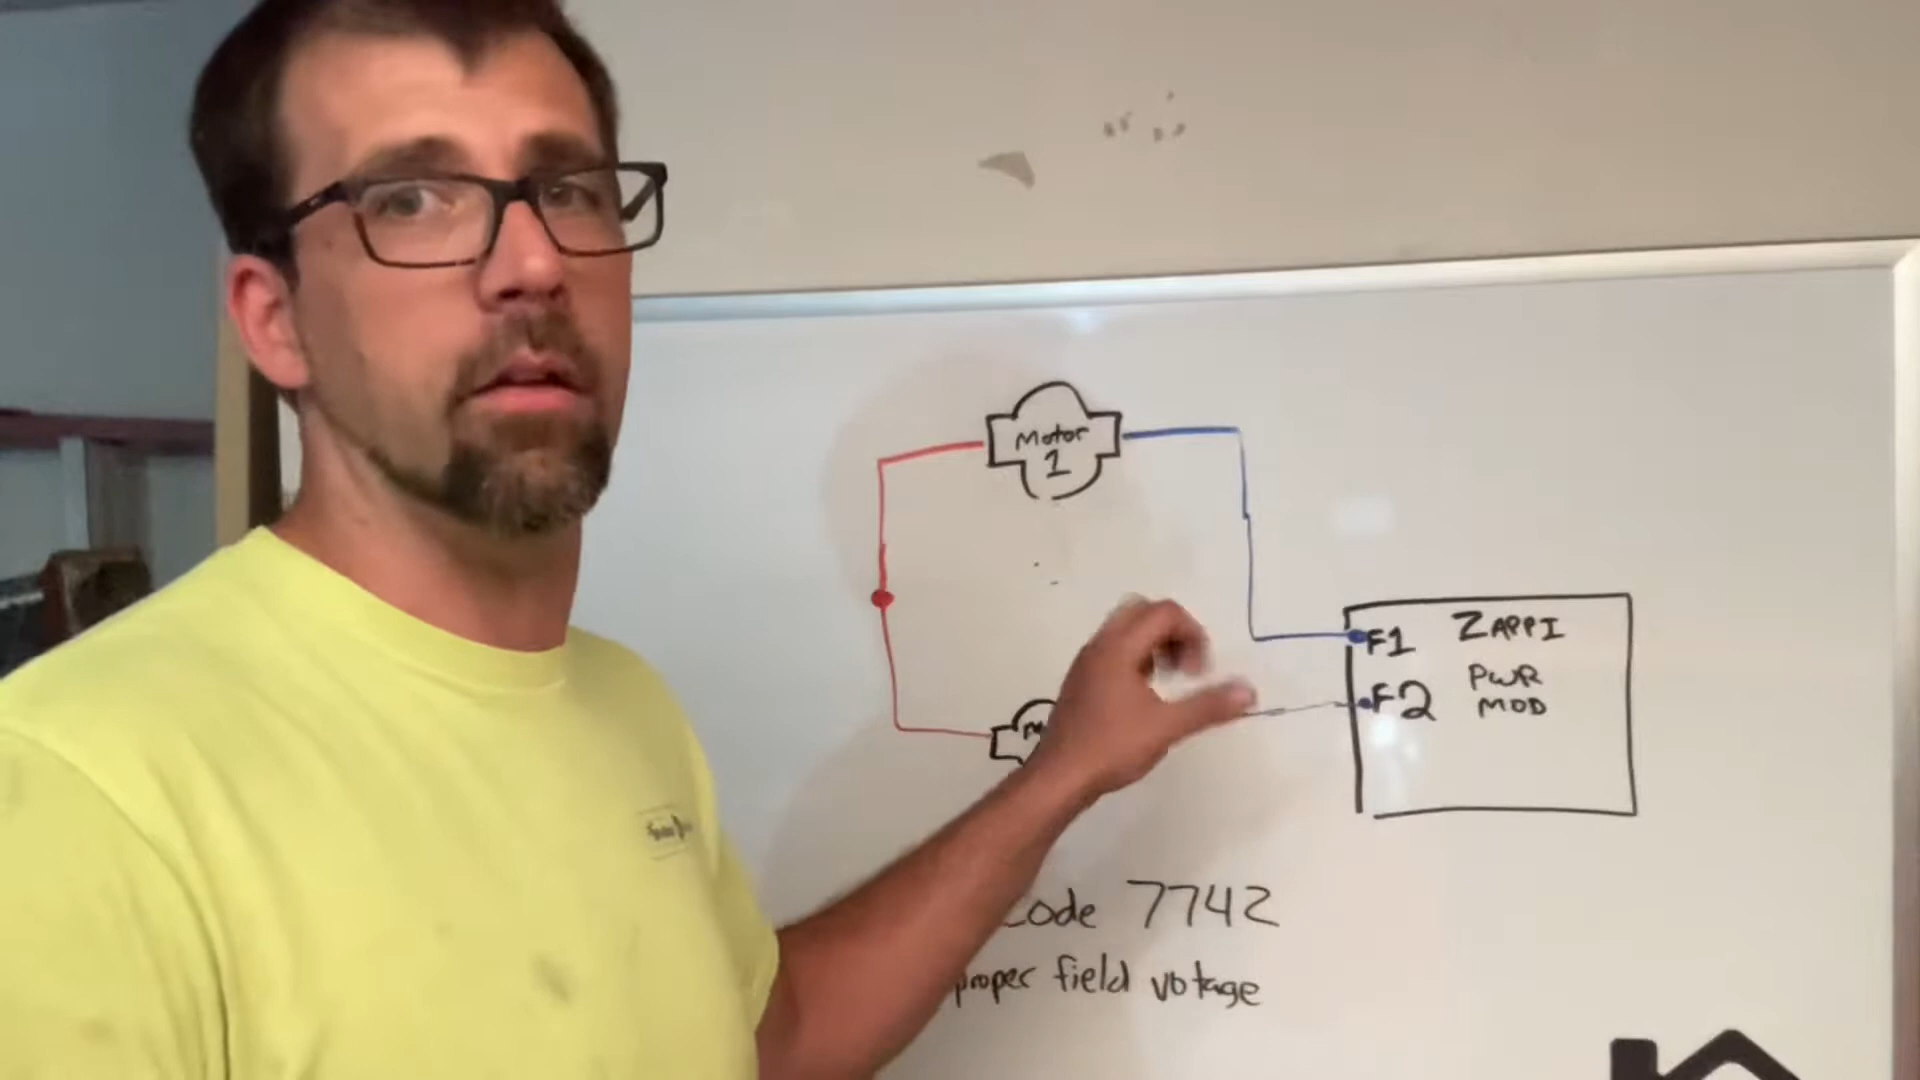 Motor
1
F1
ZAPPI
F2
PWR
MOD
Code 7742
proper field votage